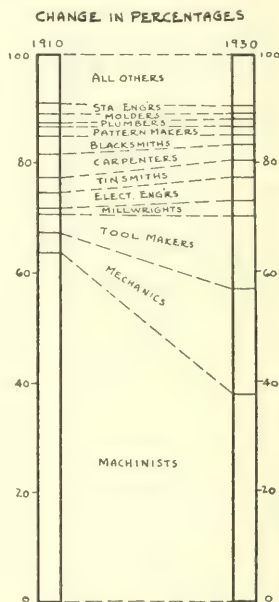 CHANGE IN PERCENTAGES
1910 1930
100 100
ALL OTHERS
STA ENGRS
MOLDERS
PLUMBERS
PATTERN MAKERS
BLACKSMITHS
80 80
CARPENTERS
TINSMITHS
ELECT. ENGRS
MILLWRIGHTS
TOOL MAKERS
60 60
MECHANICS
40 40
MACHINISTS
20 20
0 0